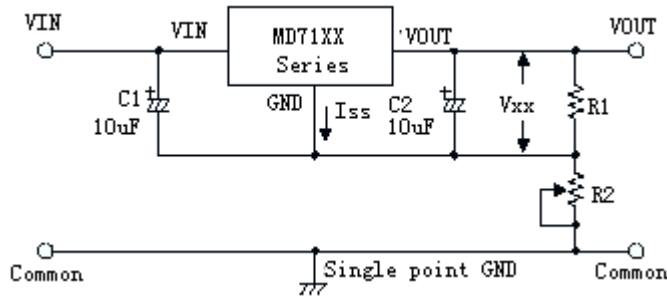 VIN
VIN
MD71XX
Series
VOUT
VOUT
C1
10uF
GND
Iss
C2
10uF
Vxx
R1
R2
Common
Single point GND
Common